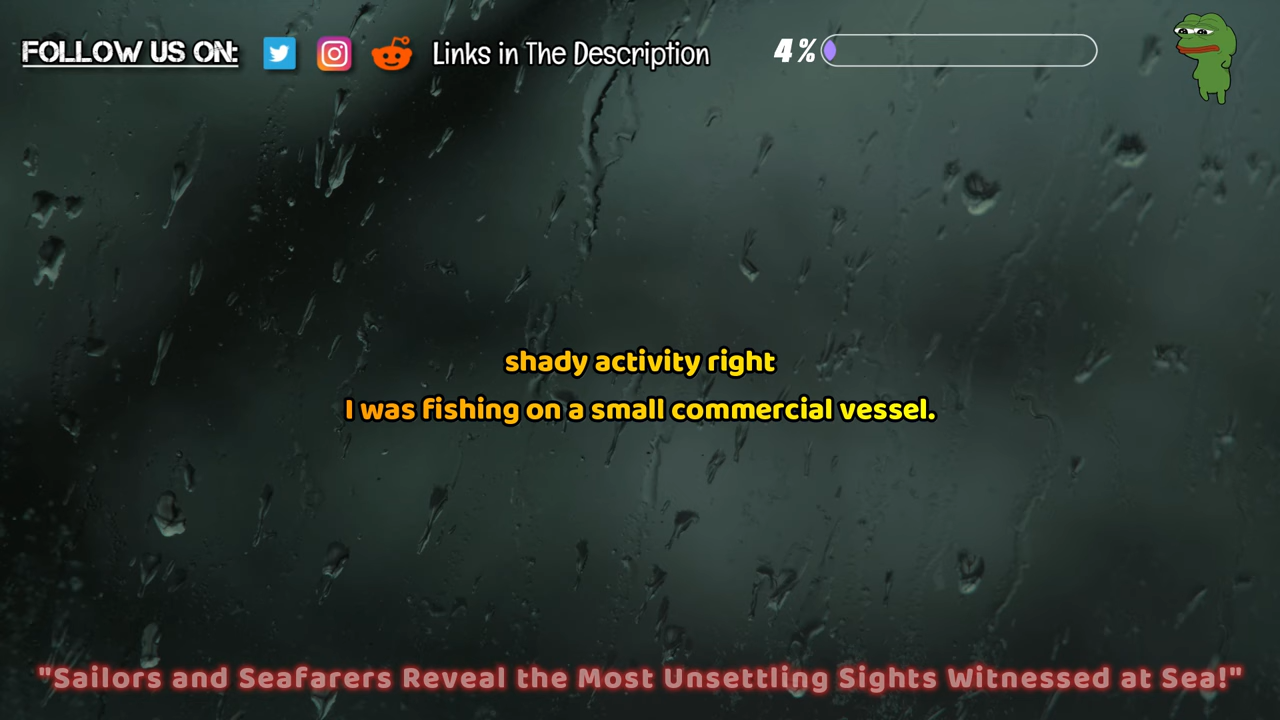 FOLLOW US ON: Links in The Description 4%
shady activity right
I was fishing on a small commercial vessel.
"Sailors and Seafarers Reveal the Most Unsettling Sights Witnessed at Sea!"